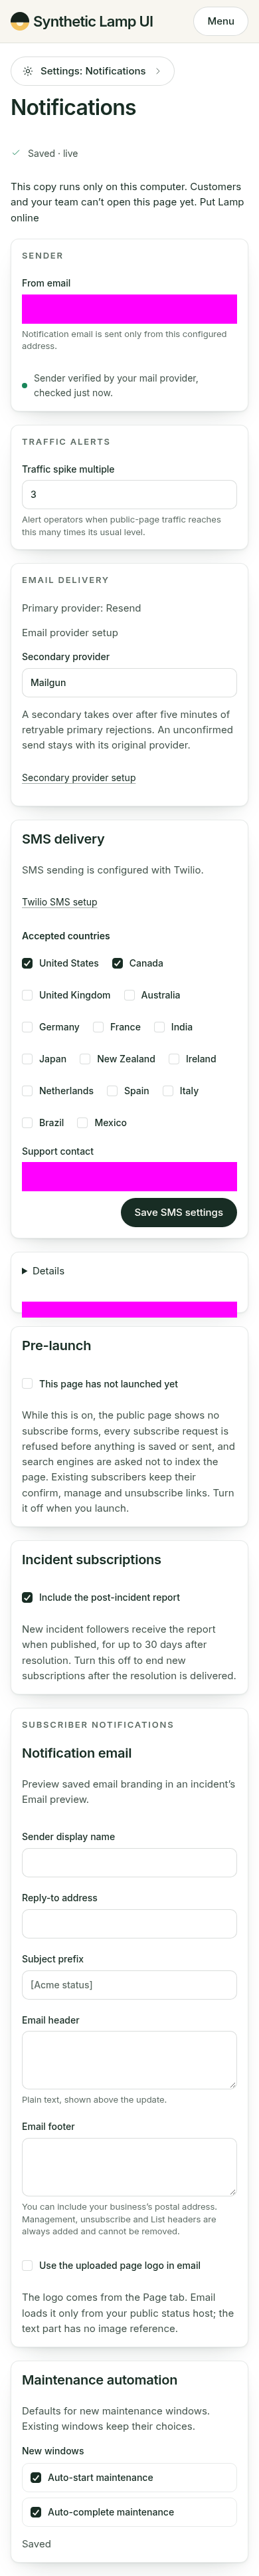 Synthetic Lamp UI
Menu
Settings: Notifications
Notifications
Saved · live
This copy runs only on this computer. Customers
and your team can't open this page yet. Put Lamp
online
SENDER
From email
Notification email is sent only from this configured
address.
Sender verified by your mail provider,
checked just now.
TRAFFIC ALERTS
Traffic spike multiple
3
Alert operators when public-page traffic reaches
this many times its usual level.
EMAIL DELIVERY
Primary provider: Resend
Email provider setup
Secondary provider
Mailgun
A secondary takes over after five minutes of
retryable primary rejections. An unconfirmed
send stays with its original provider.
Secondary provider setup
SMS delivery
SMS sending is configured with Twilio.
Twilio SMS setup
Accepted countries
United States Canada
United Kingdom Australia
Germany France India
Japan New Zealand Ireland
Netherlands Spain Italy
Brazil Mexico
Support contact
Save SMS settings
Details
Pre-launch
This page has not launched yet
While this is on, the public page shows no
subscribe forms, every subscribe request is
refused before anything is saved or sent, and
search engines are asked not to index the
page. Existing subscribers keep their
confirm, manage and unsubscribe links. Turn
it off when you launch.
Incident subscriptions
Include the post-incident report
New incident followers receive the report
when published, for up to 30 days after
resolution. Turn this off to end new
subscriptions after the resolution is delivered.
SUBSCRIBER NOTIFICATIONS
Notification email
Preview saved email branding in an incident's
Email preview.
Sender display name
Reply-to address
Subject prefix
[Acme status]
Email header
Plain text, shown above the update.
Email footer
You can include your business's postal address.
Management, unsubscribe and List headers are
always added and cannot be removed.
Use the uploaded page logo in email
The logo comes from the Page tab. Email
loads it only from your public status host; the
text part has no image reference.
Maintenance automation
Defaults for new maintenance windows.
Existing windows keep their choices.
New windows
Auto-start maintenance
Auto-complete maintenance
Saved